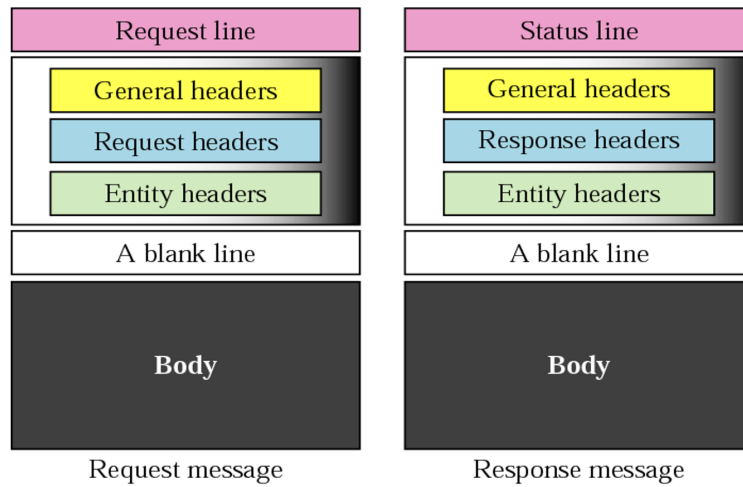 Request line
General headers
Request headers
Entity headers
A blank line
Body
Request message
Status line
General headers
Response headers
Entity headers
A blank line
Body
Response message